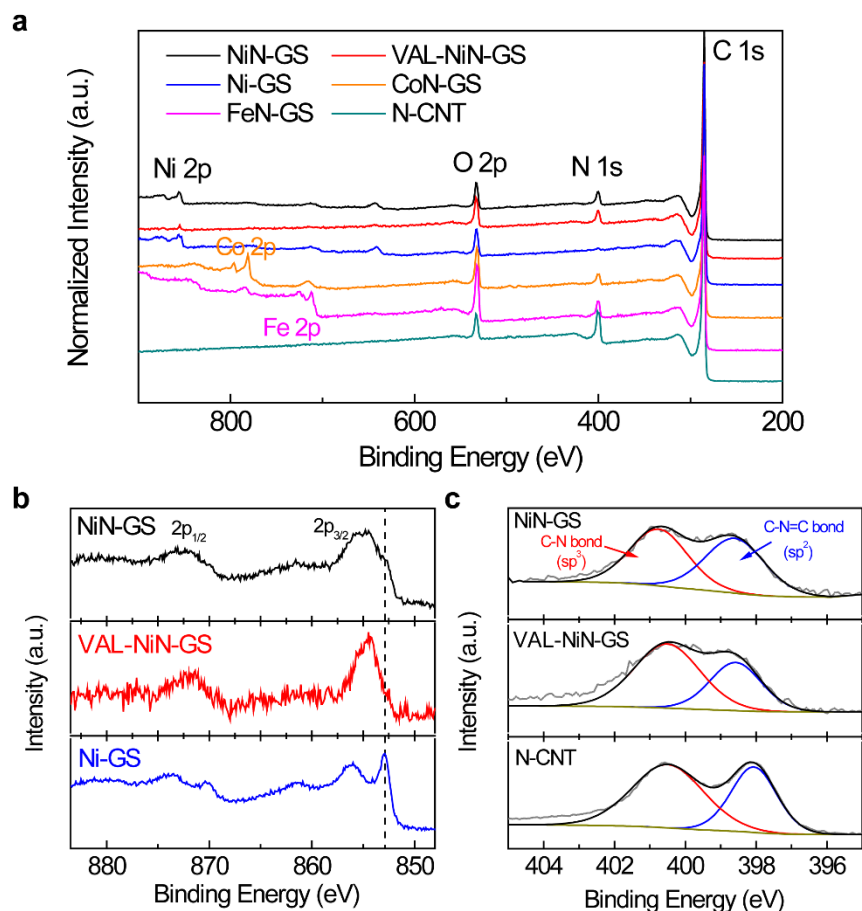 a
Normalized Intensity (a.u.)
NiN-GS
VAL-NiN-GS
Ni-GS
CoN-GS
FeN-GS
N-CNT
C 1s
Ni 2p
O 2p
N 1s
Co 2p
Fe 2p
800 600 400 200
Binding Energy (eV)
b
Intensity (a.u.)
NiN-GS
2p1/2
2p3/2
VAL-NiN-GS
Ni-GS
880 870 860 850
Binding Energy (eV)
c
Intensity (a.u.)
NiN-GS
C-N bond
(sp3)
C-N=C bond
(sp2)
VAL-NiN-GS
N-CNT
404 402 400 398 396
Binding Energy (eV)